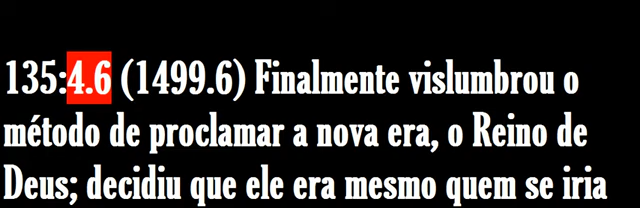 135:4.6 (1499.6) Finalmente vislumbrou o
método de proclamar a nova era, o Reino de
Deus; decidiu que ele era mesmo quem se iria